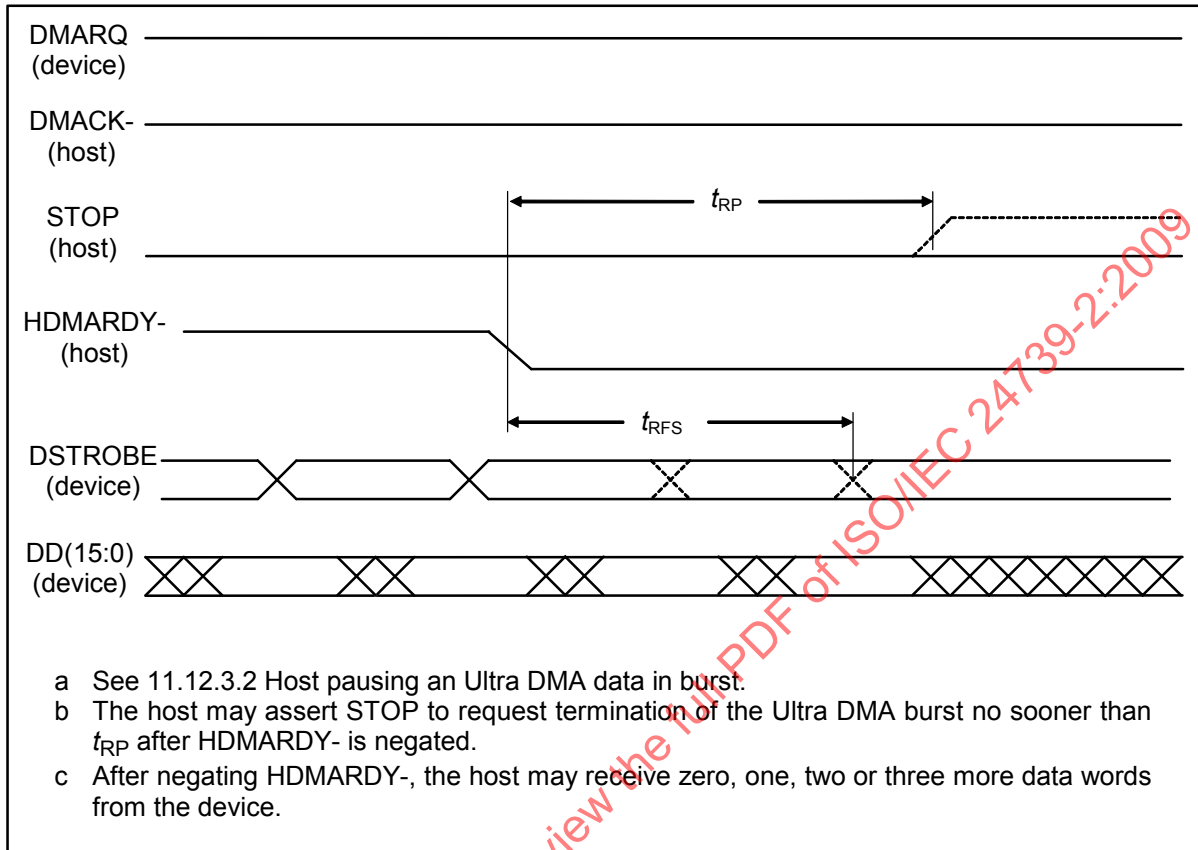 DMARQ
(device)
DMACK-
(host)
STOP
(host)
tRP
HDMARDY-
(host)
tRFS
DSTROBE
(device)
DD(15:0)
(device)
a See 11.12.3.2 Host pausing an Ultra DMA data in burst.
b The host may assert STOP to request termination of the Ultra DMA burst no sooner than
tRP after HDMARDY- is negated.
c After negating HDMARDY-, the host may receive zero, one, two or three more data words
from the device.
view the full PDF of ISO/IEC 24739-2:2009